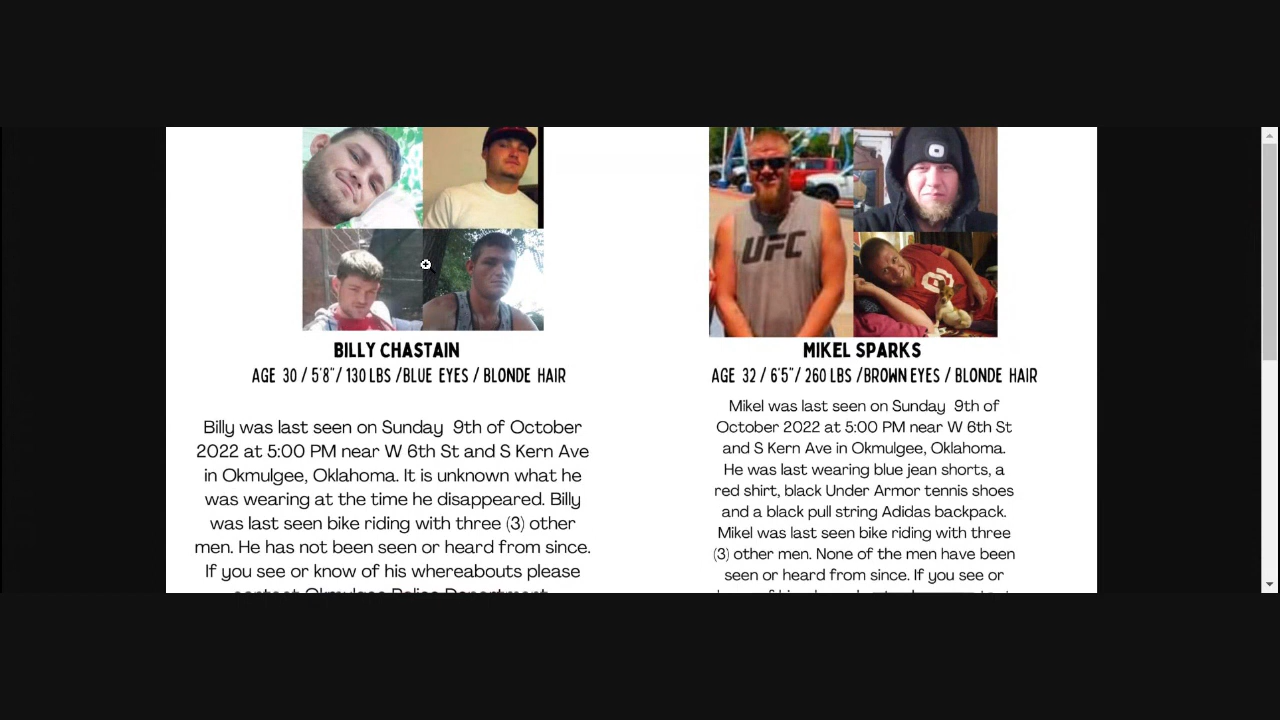 UFC
BILLY CHASTAIN
AGE 30 / 5'8"/ 130 LBS /BLUE EYES / BLONDE HAIR
Billy was last seen on Sunday 9th of October
2022 at 5:00 PM near W 6th St and S Kern Ave
in Okmulgee, Oklahoma. It is unknown what he
was wearing at the time he disappeared. Billy
was last seen bike riding with three (3) other
men. He has not been seen or heard from since.
If you see or know of his whereabouts please
contact Okmulgee Police Department
MIKEL SPARKS
AGE 32 / 6'5"/ 260 LBS /BROWN EYES / BLONDE HAIR
Mikel was last seen on Sunday 9th of
October 2022 at 5:00 PM near W 6th St
and S Kern Ave in Okmulgee, Oklahoma.
He was last wearing blue jean shorts, a
red shirt, black Under Armor tennis shoes
and a black pull string Adidas backpack.
Mikel was last seen bike riding with three
(3) other men. None of the men have been
seen or heard from since. If you see or